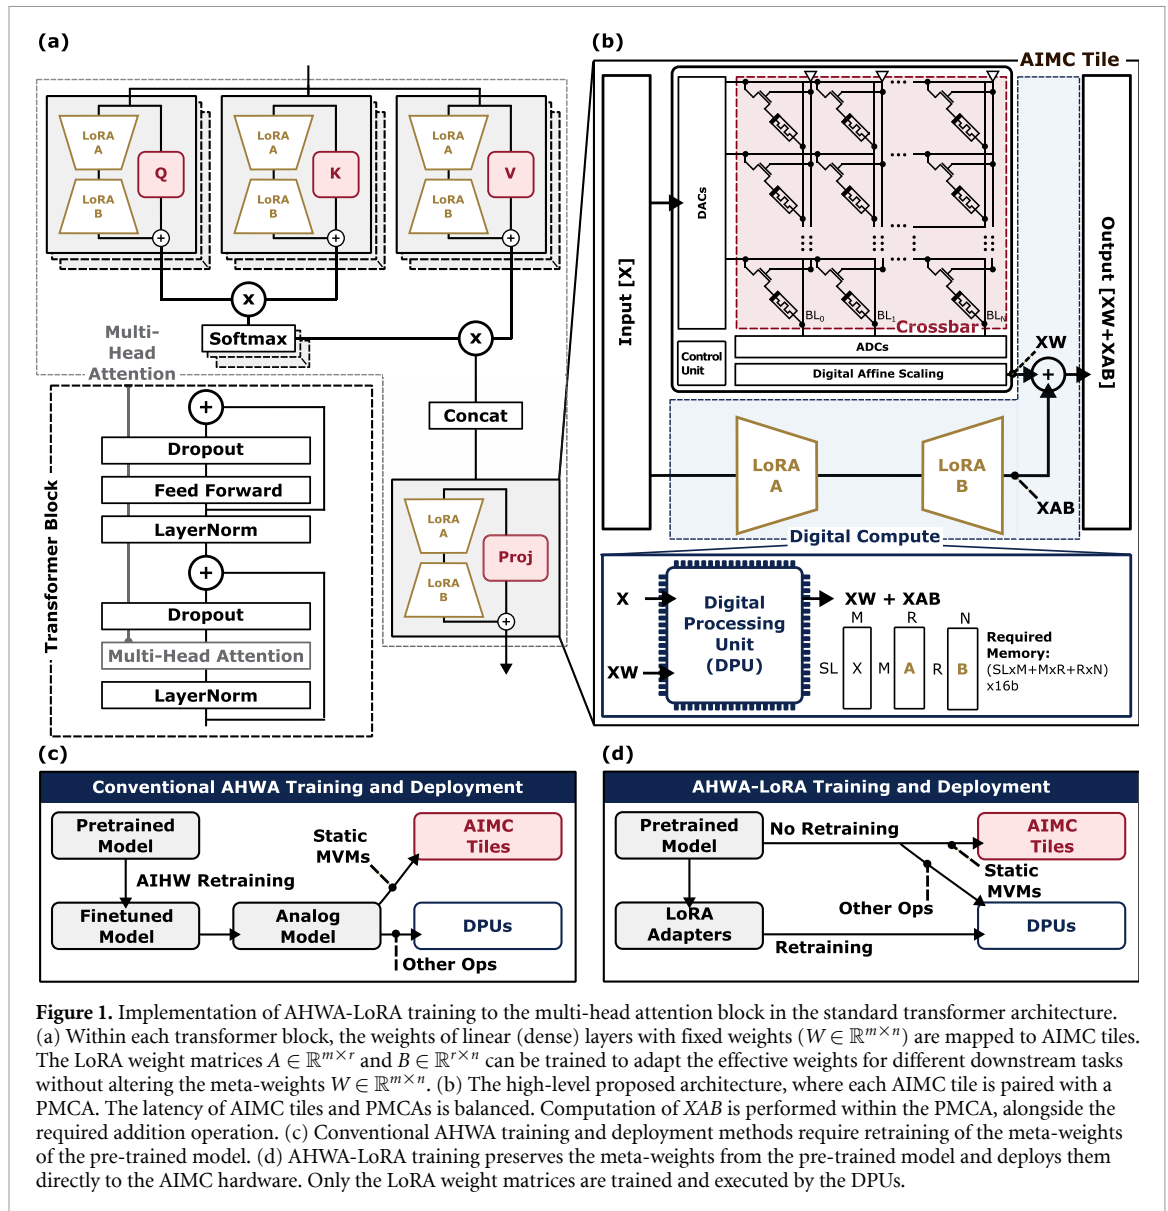 (a)
LoRA
A
LoRA
B
Q
+
LoRA
A
LoRA
B
K
+
LoRA
A
LoRA
B
V
+
x
Softmax
x
Multi-
Head
Attention
Concat
LoRA
A
LoRA
B
Proj
+
Transformer Block
+
Dropout
Feed Forward
LayerNorm
+
Dropout
Multi-Head Attention
LayerNorm
(b)
AIMC Tile
Input [X]
DACs
BL0
BL1
BLN
Crossbar
ADCs
Control
Unit
Digital Affine Scaling
XW
+
Output [XW+XAB]
LoRA
A
LoRA
B
XAB
Digital Compute
X
XW
Digital
Processing
Unit
(DPU)
XW + XAB
M R N
SL X M A R B
Required
Memory:
(SLxM+MxR+RxN)
x16b
(c)
Conventional AHWA Training and Deployment
Pretrained
Model
AIHW Retraining
Finetuned
Model
Analog
Model
Static
MVMs
AIMC
Tiles
DPUs
Other Ops
(d)
AHWA-LoRA Training and Deployment
Pretrained
Model
No Retraining
AIMC
Tiles
Static
MVMs
Other Ops
LoRA
Adapters
Retraining
DPUs
Figure 1. Implementation of AHWA-LoRA training to the multi-head attention block in the standard transformer architecture.
(a) Within each transformer block, the weights of linear (dense) layers with fixed weights (W ∈ ℝ^{m×n}) are mapped to AIMC tiles.
The LoRA weight matrices A ∈ ℝ^{m×r} and B ∈ ℝ^{r×n} can be trained to adapt the effective weights for different downstream tasks
without altering the meta-weights W ∈ ℝ^{m×n}. (b) The high-level proposed architecture, where each AIMC tile is paired with a
PMCA. The latency of AIMC tiles and PMCAs is balanced. Computation of XAB is performed within the PMCA, alongside the
required addition operation. (c) Conventional AHWA training and deployment methods require retraining of the meta-weights
of the pre-trained model. (d) AHWA-LoRA training preserves the meta-weights from the pre-trained model and deploys them
directly to the AIMC hardware. Only the LoRA weight matrices are trained and executed by the DPUs.